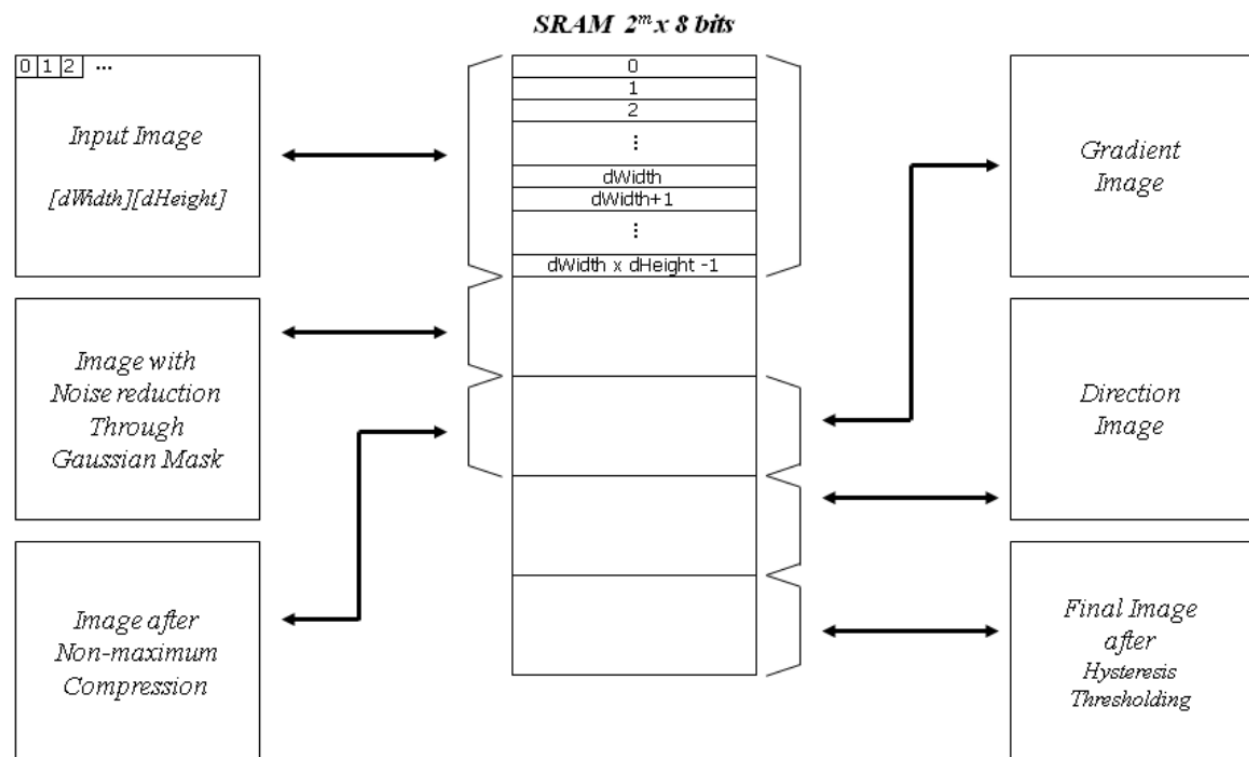 SRAM 2^m x 8 bits
0 1 2 ...
Input Image
[dWidth][dHeight]
Image with
Noise reduction
Through
Gaussian Mask
Image after
Non-maximum
Compression
0
1
2
⋮
dWidth
dWidth+1
⋮
dWidth x dHeight -1
Gradient
Image
Direction
Image
Final Image
after
Hysteresis
Thresholding